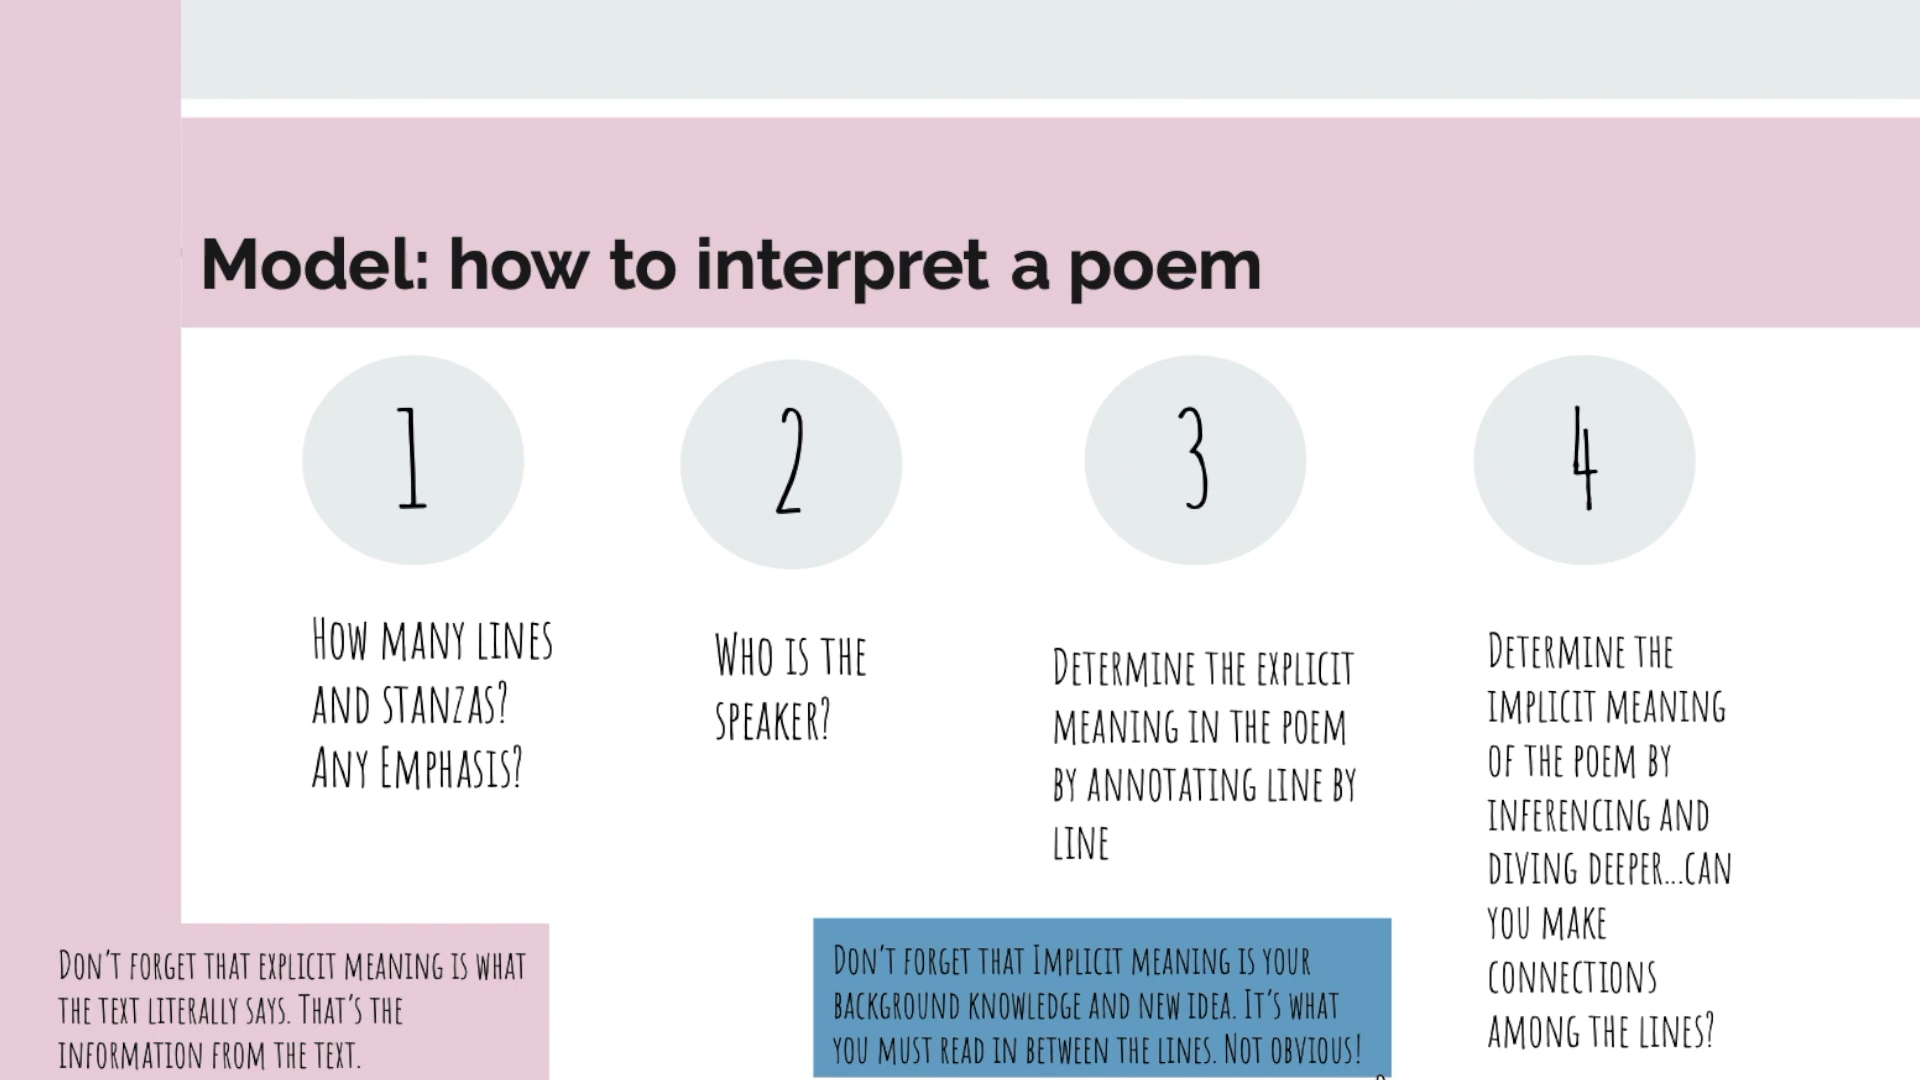 Model: how to interpret a poem
1
How many lines
and stanzas?
Any Emphasis?
2
Who is the
speaker?
3
Determine the explicit
meaning in the poem
by annotating line by
line
4
Determine the
implicit meaning
of the poem by
inferencing and
diving deeper...can
you make
connections
among the lines?
Don't forget that explicit meaning is what
the text literally says. That's the
information from the text.
Don't forget that Implicit meaning is your
background knowledge and new idea. It's what
you must read in between the lines. Not obvious!